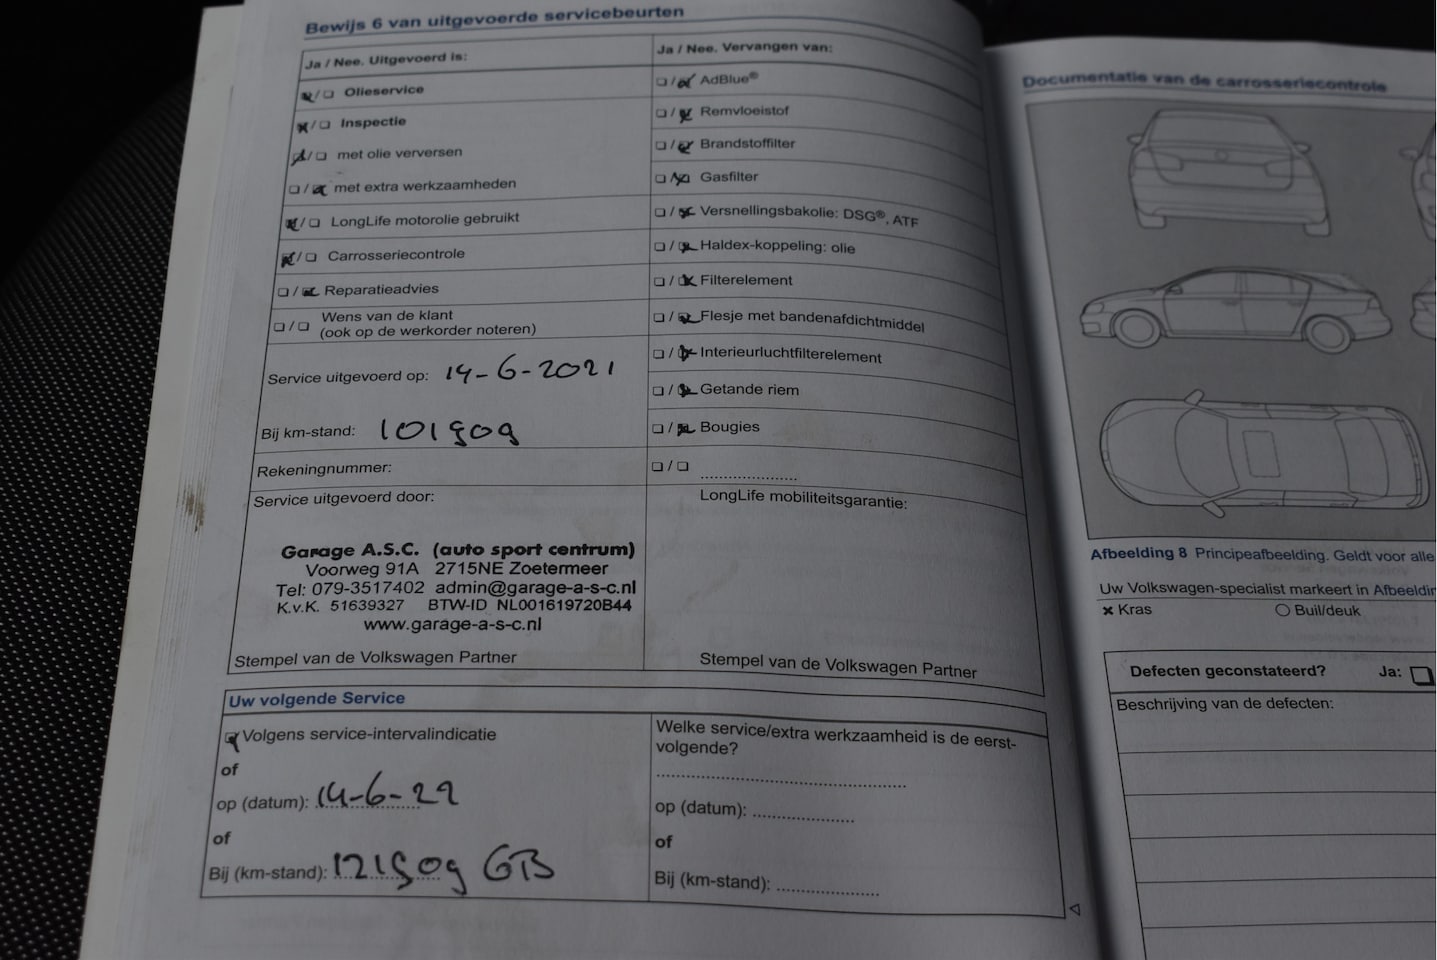 Bewijs 6 van uitgevoerde servicebeurten
Ja / Nee. Uitgevoerd is:
Olieservice
Inspectie
met olie verversen
met extra werkzaamheden
LongLife motorolie gebruikt
Carrosseriecontrole
Reparatieadvies
Wens van de klant
(ook op de werkorder noteren)
Service uitgevoerd op: 14-6-2021
Bij km-stand: 101909
Rekeningnummer:
Service uitgevoerd door:
Garage A.S.C. (auto sport centrum)
Voorweg 91A 2715NE Zoetermeer
Tel: 079-3517402 admin@garage-a-s-c.nl
K.v.K. 51639327 BTW-ID NL001619720B44
www.garage-a-s-c.nl
Stempel van de Volkswagen Partner
Ja / Nee. Vervangen van:
AdBlue®
Remvloeistof
Brandstoffilter
Gasfilter
Versnellingsbakolie: DSG®, ATF
Haldex-koppeling: olie
Filterelement
Flesje met bandenafdichtmiddel
Interieurluchtfilterelement
Getande riem
Bougies
LongLife mobiliteitsgarantie:
Stempel van de Volkswagen Partner
Uw volgende Service
Volgens service-intervalindicatie
of
op (datum): 14-6-22
of
Bij (km-stand): 121909 GB
Welke service/extra werkzaamheid is de eerst-
volgende?
op (datum):
of
Bij (km-stand):
Documentatie van de carrosseriecontrole
Afbeelding 8 Principeafbeelding. Geldt voor alle
Uw Volkswagen-specialist markeert in Afbeeldin
Kras Buil/deuk
Defecten geconstateerd? Ja:
Beschrijving van de defecten: